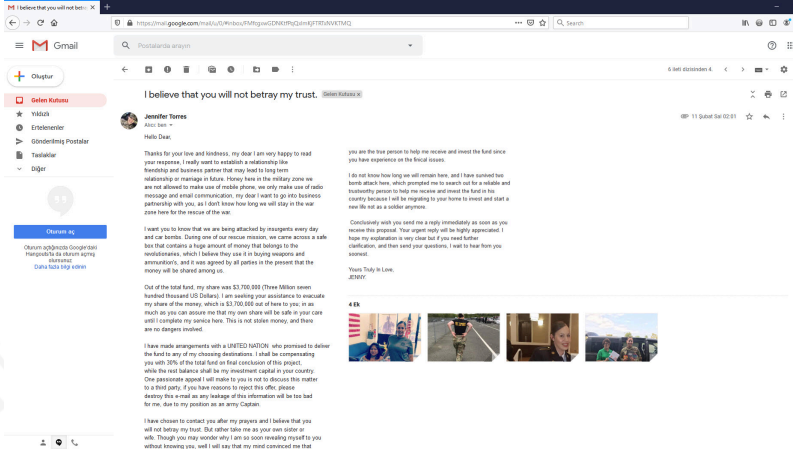 M I believe that you will not betra
https://mail.google.com/mail/u/0/#inbox/
Search
Gmail
Postalarda arayın
Oluştur
6 ileti dizisinden 4
Gelen Kutusu
Yıldızlı
Ertelenenler
Gönderilmiş Postalar
Taslaklar
Diğer
Oturum aç
Oturum açtığınızda Google'daki
Hangouts'ta da oturum açmış
olursunuz
Daha fazla bilgi edinin
I believe that you will not betray my trust. Gelen Kutusu x
Jennifer Torres
Alıcı: ben
11 Şubat Sal 02:01
Hello Dear,
Thanks for your love and kindness, my dear I am very happy to read
your response, I really want to establish a relationship like
friendship and business partner that may lead to long term
relationship or marriage in future. Honey here in the military zone we
are not allowed to make use of mobile phone, we only make use of radio
message and email communication, my dear I want to go into business
partnership with you, as I don't know how long we will stay in the war
zone here for the rescue of the war.
I want you to know that we are being attacked by insurgents every day
and car bombs. During one of our rescue mission, we came across a safe
box that contains a huge amount of money that belongs to the
revolutionaries, which I believe they use it in buying weapons and
ammunition's, and it was agreed by all parties in the present that the
money will be shared among us.
Out of the total fund, my share was $3,700,000 (Three Million seven
hundred thousand US Dollars). I am seeking your assistance to evacuate
my share of the money, which is $3,700,000 out of here to you; in as
much as you can assure me that my own share will be safe in your care
until I complete my service here. This is not stolen money, and there
are no dangers involved.
I have made arrangements with a UNITED NATION who promised to deliver
the fund to any of my choosing destinations. I shall be compensating
you with 30% of the total fund on final conclusion of this project,
while the rest balance shall be my investment capital in your country.
One passionate appeal I will make to you is not to discuss this matter
to a third party, if you have reasons to reject this offer, please
destroy this e-mail as any leakage of this information will be too bad
for me, due to my position as an army Captain.
I have chosen to contact you after my prayers and I believe that you
will not betray my trust. But rather take me as your own sister or
wife. Though you may wonder why I am so soon revealing myself to you
without knowing you, well I will say that my mind convinced me that
you are the true person to help me receive and invest the fund since
you have experience on the finical issues.
I do not know how long we will remain here, and I have survived two
bomb attack here, which prompted me to search out for a reliable and
trustworthy person to help me receive and invest the fund in his
country because I will be migrating to your home to invest and start a
new life not as a soldier anymore.
Conclusively wish you send me a reply immediately as soon as you
receive this proposal. Your urgent reply will be highly appreciated. I
hope my explanation is very clear but if you need further
clarification, and then send your questions, I wait to hear from you
soonest.
Yours Truly In Love,
JENNY.
4 Ek